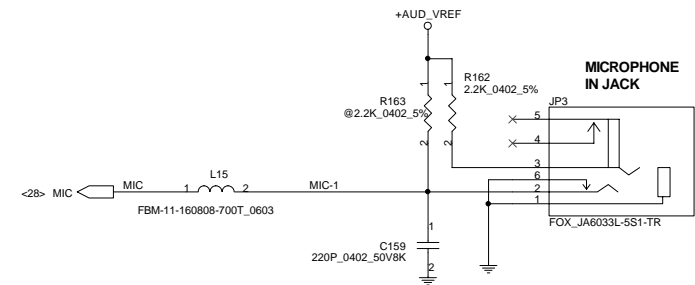 +AUD_VREF
MICROPHONE
IN JACK
R163
@2.2K_0402_5%
1
2
R162
2.2K_0402_5%
1
2
JP3
5
4
3
6
2
1
FOX_JA6033L-5S1-TR
<28>
MIC
MIC
1
L15
2
FBM-11-160808-700T_0603
MIC-1
C159
220P_0402_50V8K
1
2